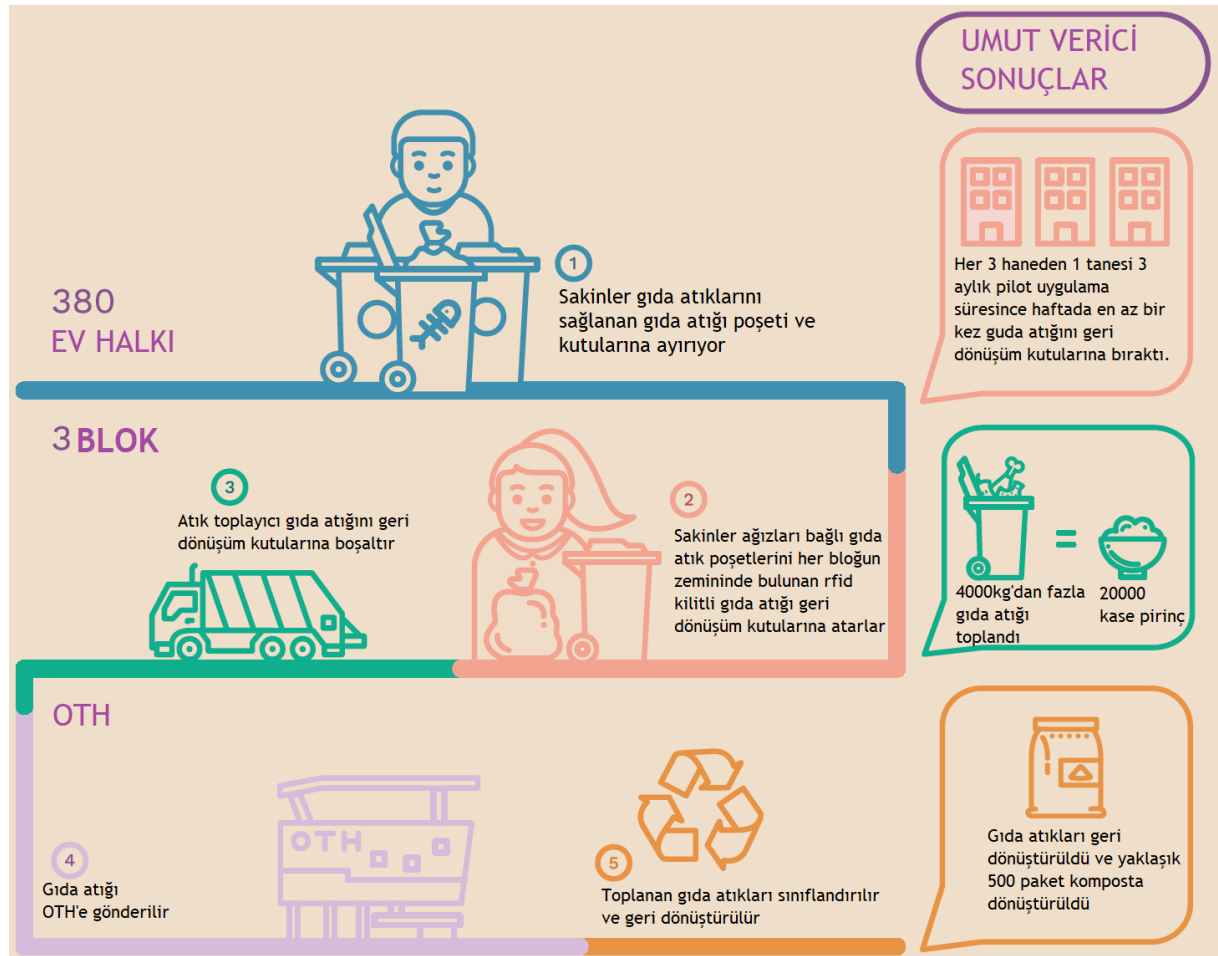 UMUT VERİCİ
SONUÇLAR
380
EV HALKI
1
Sakinler gıda atıklarını
sağlanan gıda atığı poşeti ve
kutularına ayırıyor
Her 3 haneden 1 tanesi 3
aylık pilot uygulama
süresince haftada en az bir
kez guda atığını geri
dönüşüm kutularına bıraktı.
3 BLOK
2
Sakinler ağızları bağlı gıda
atık poşetlerini her bloğun
zemininde bulunan rfid
kilitli gıda atığı geri
dönüşüm kutularına atarlar
3
Atık toplayıcı gıda atığını geri
dönüşüm kutularına boşaltır
=
4000kg'dan fazla
gıda atığı
toplandı
20000
kase pirinç
OTH
4
Gıda atığı
OTH'e gönderilir
OTH
5
Toplanan gıda atıkları sınıflandırılır
ve geri dönüştürülür
Gıda atıkları geri
dönüştürüldü ve yaklaşık
500 paket komposta
dönüştürüldü